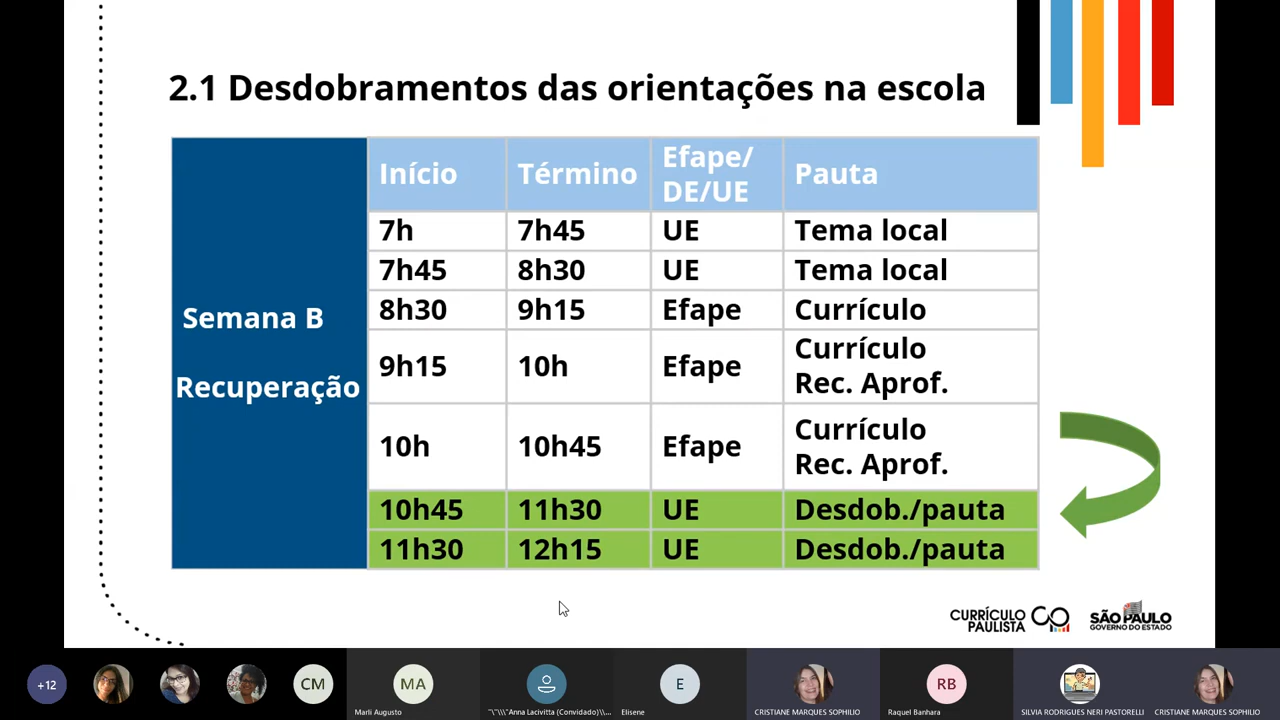 2.1 Desdobramentos das orientações na escola
Semana B
Recuperação
Início Término Efape/
DE/UE Pauta
7h 7h45 UE Tema local
7h45 8h30 UE Tema local
8h30 9h15 Efape Currículo
9h15 10h Efape Currículo
Rec. Aprof.
10h 10h45 Efape Currículo
Rec. Aprof.
10h45 11h30 UE Desdob./pauta
11h30 12h15 UE Desdob./pauta
CURRÍCULO
PAULISTA
SÃO PAULO
GOVERNO DO ESTADO
+12
CM
MA
E
RB
Marli Augusto
"\"\\\"Anna Lacivitta (Convidado)\\...
Elisene
CRISTIANE MARQUES SOPHILIO
Raquel Banhara
SILVIA RODRIGUES NERI PASTORELLI
CRISTIANE MARQUES SOPHILIO